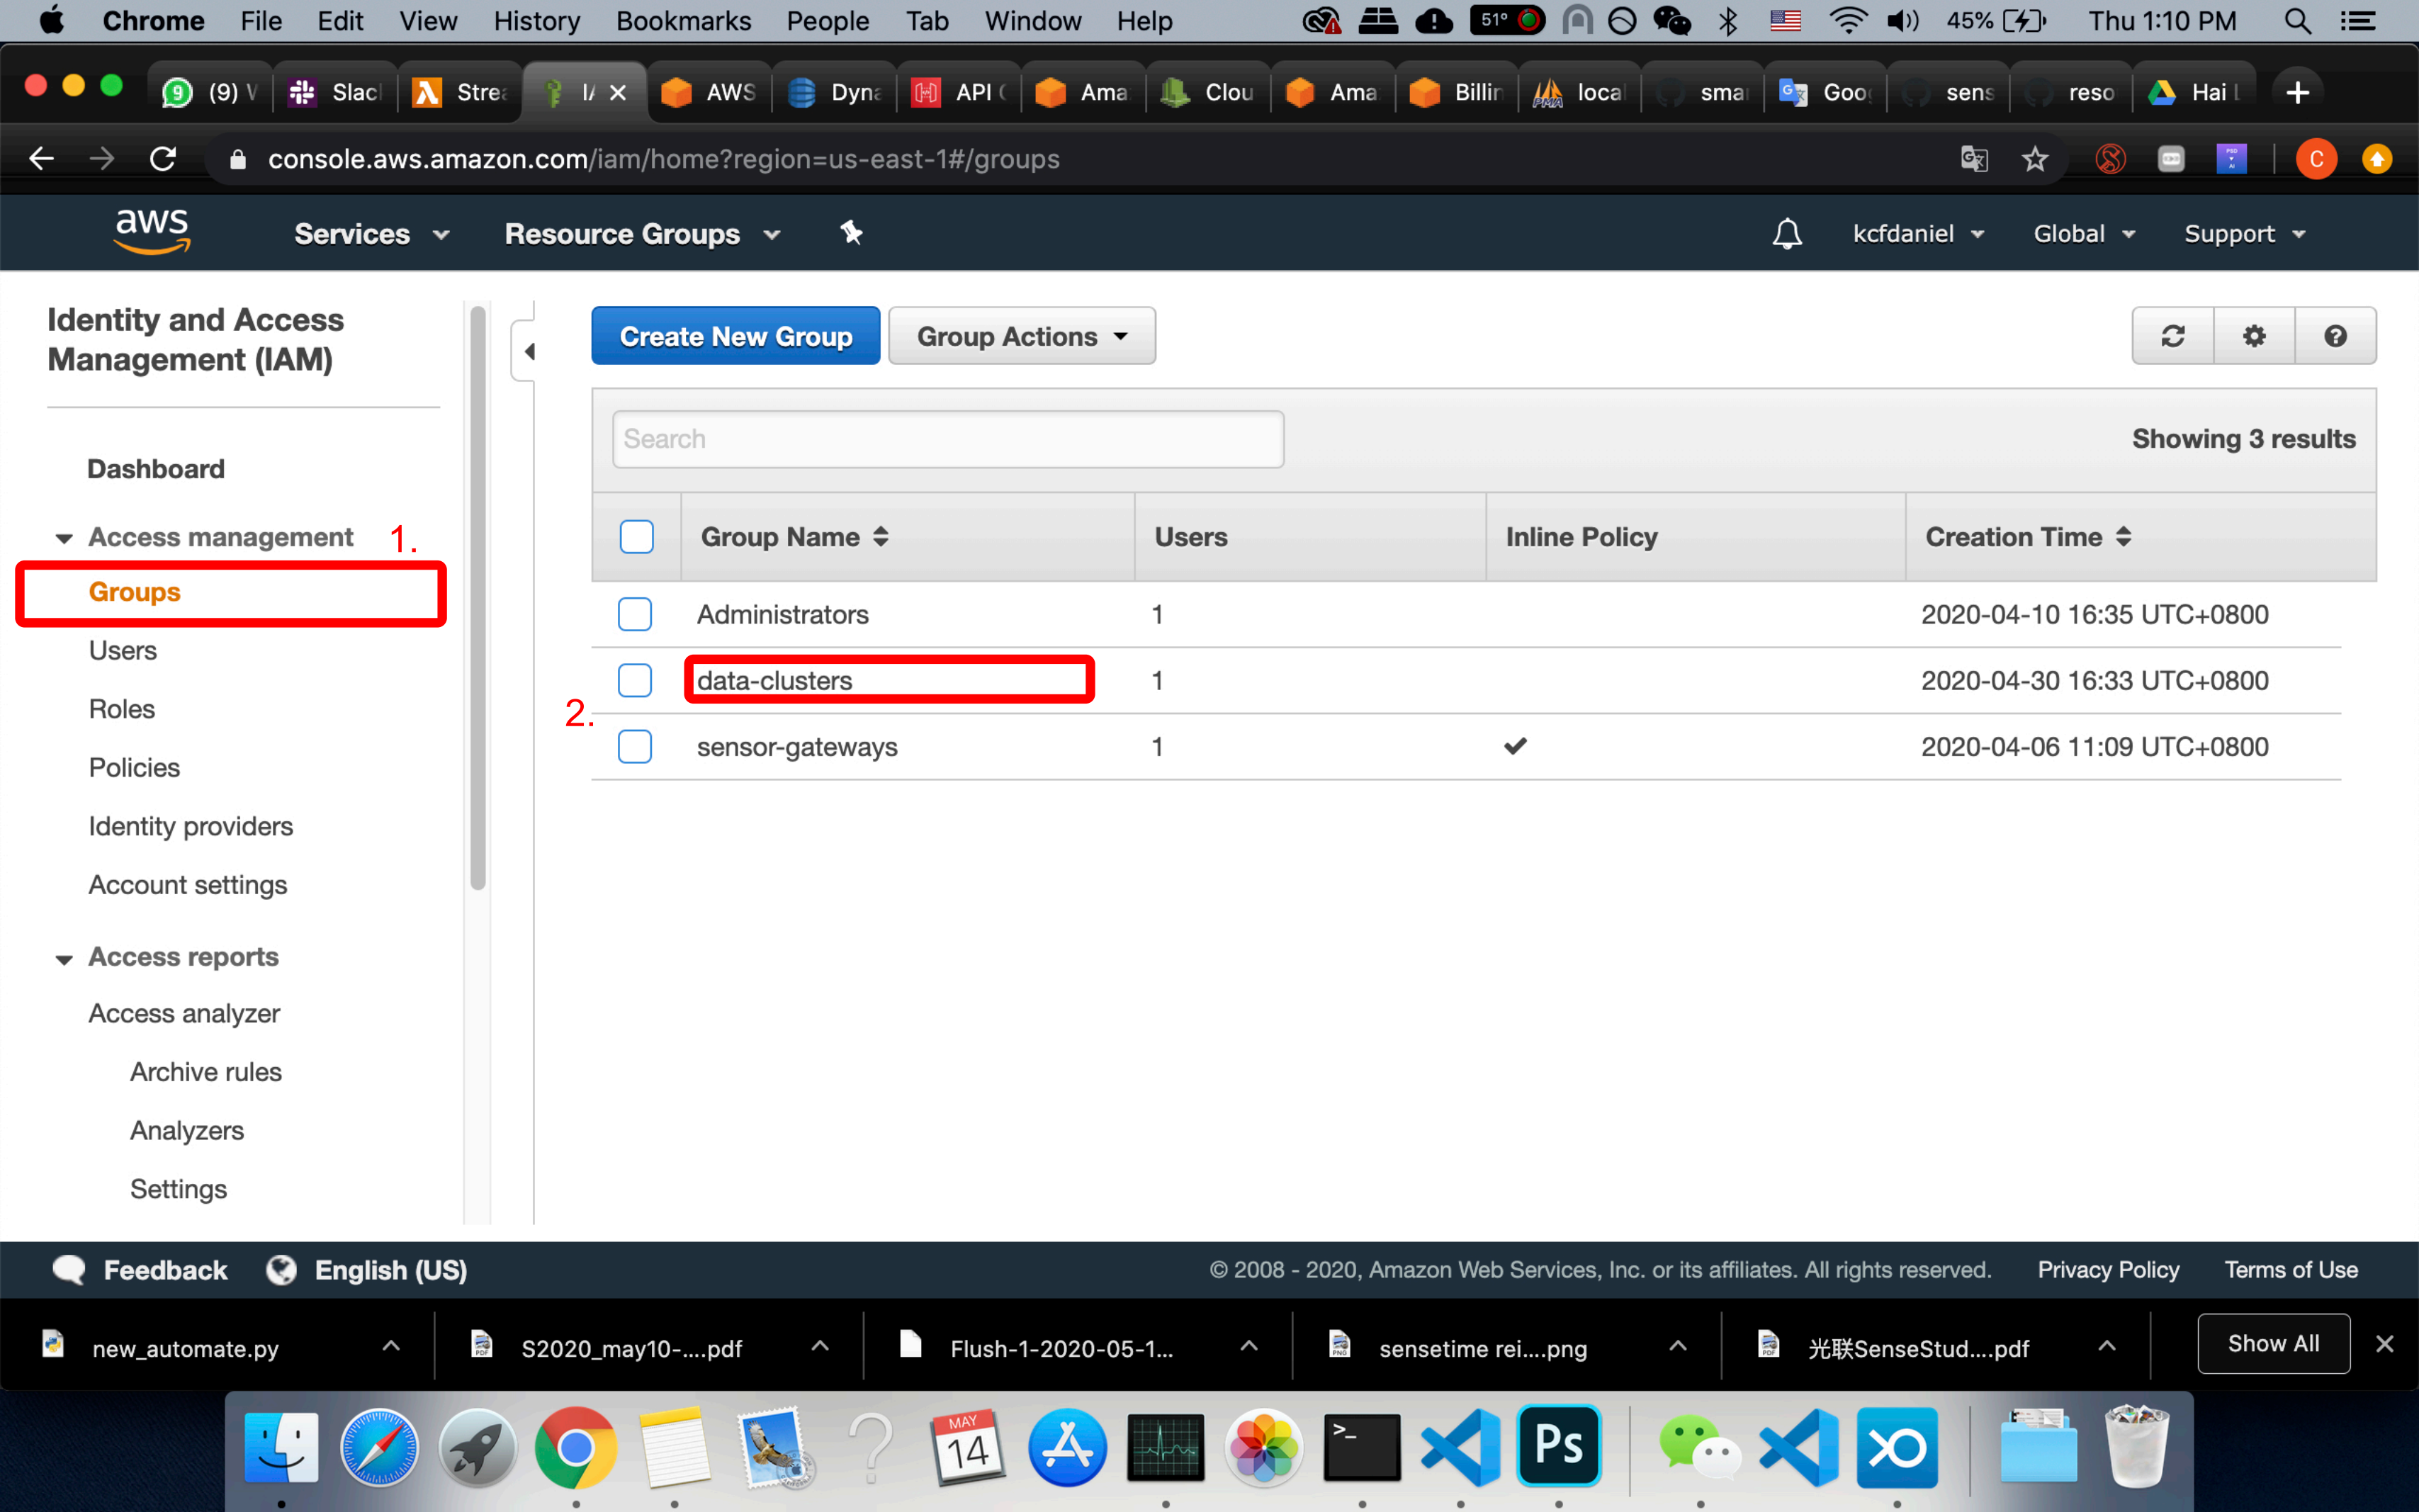 Chrome File Edit View History Bookmarks People Tab Window Help 51° 45% Thu 1:10 PM
9 (9) Slac Strea AWS Dyna API Ama Clou Ama Billin PMA loca smar Goo sens reso Hai
console.aws.amazon.com/iam/home?region=us-east-1#/groups C
aws Services Resource Groups kcfdaniel Global Support
Identity and Access
Management (IAM)
Dashboard
Access management 1.
Groups
Users
Roles
Policies
Identity providers
Account settings
Access reports
Access analyzer
Archive rules
Analyzers
Settings
Create New Group Group Actions
Search Showing 3 results
Group Name Users Inline Policy Creation Time
Administrators 1 2020-04-10 16:35 UTC+0800
data-clusters 1 2020-04-30 16:33 UTC+0800
2.
sensor-gateways 1 2020-04-06 11:09 UTC+0800
Feedback English (US) © 2008 - 2020, Amazon Web Services, Inc. or its affiliates. All rights reserved. Privacy Policy Terms of Use
new_automate.py S2020_may10-....pdf Flush-1-2020-05-1... sensetime rei....png 光联SenseStud....pdf Show All
MAY
14
>_
Ps